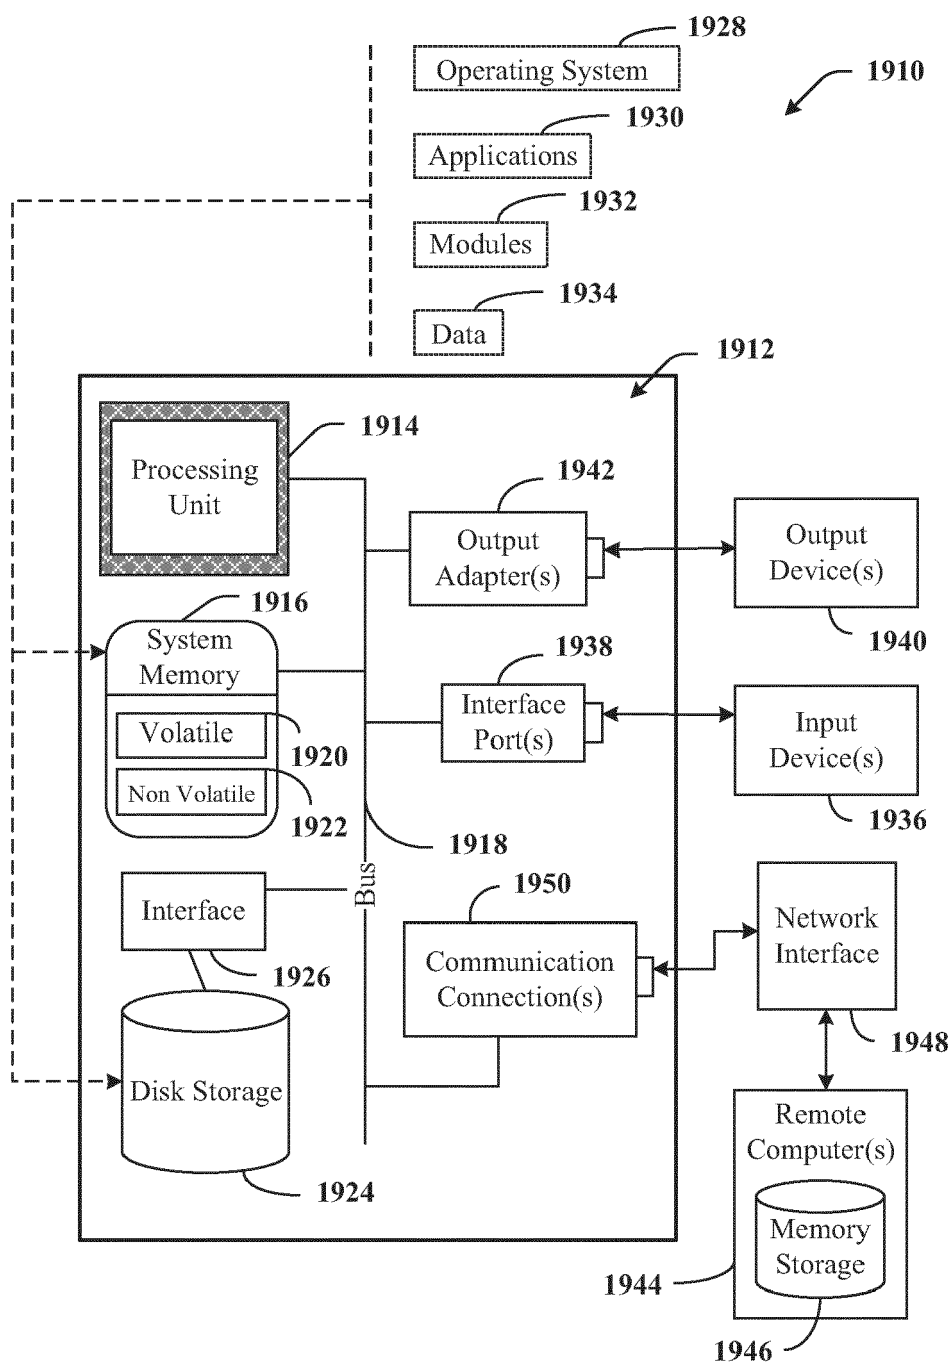 1928
Operating System
1910
1930
Applications
1932
Modules
1934
Data
1912
1914
Processing
Unit
1942
Output
Adapter(s)
Output
Device(s)
1940
1916
System
Memory
1938
Interface
Port(s)
Input
Device(s)
1936
Volatile
1920
Non Volatile
1922
1918
Bus
1950
Interface
1926
Communication
Connection(s)
Network
Interface
1948
Disk Storage
1924
Remote
Computer(s)
Memory
Storage
1944
1946